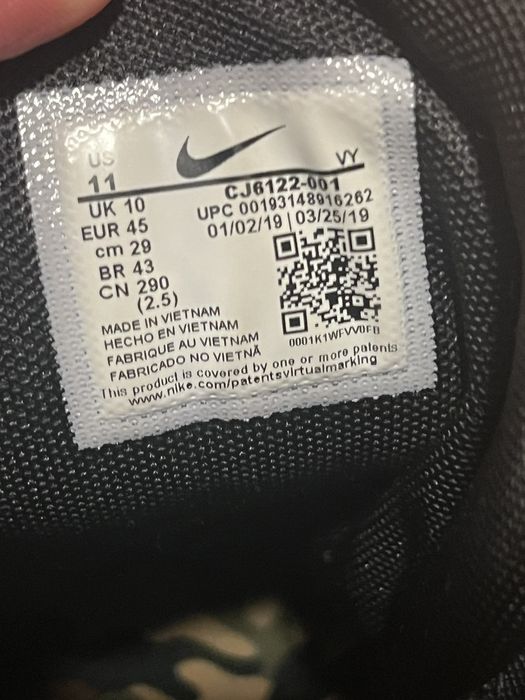 US
11
VY
UK 10
EUR 45
cm 29
BR 43
CN 290
(2.5)
CJ6122-001
UPC 00193148916262
01/02/19 | 03/25/19
0001K1WFVV0FB
MADE IN VIETNAM
HECHO EN VIETNAM
FABRIQUE AU VIETNAM
FABRICADO NO VIETNÃ
This product is covered by one or more patents
www.nike.com/patentsvirtualmarking